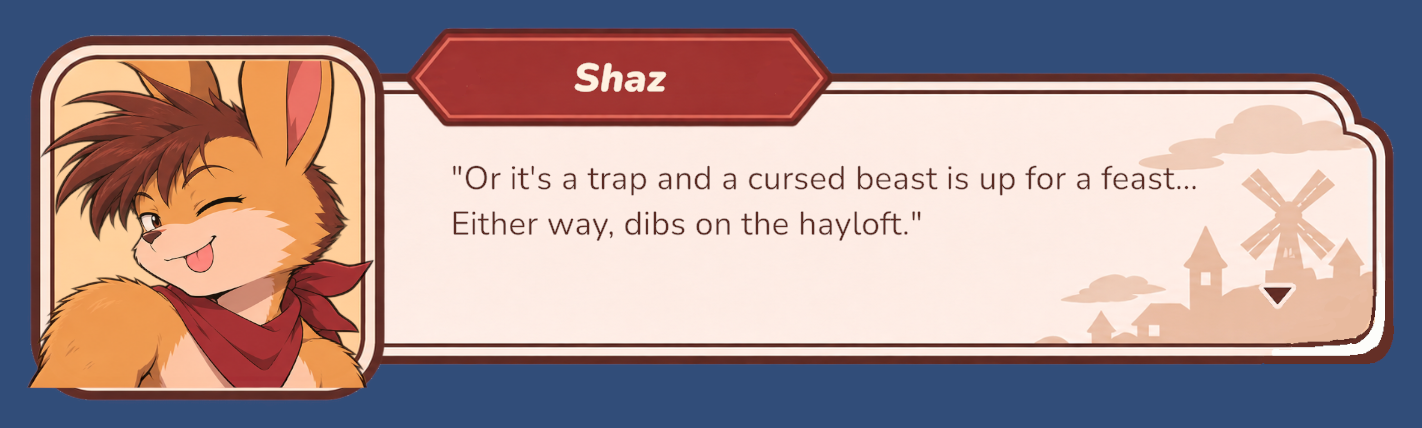 Shaz
"Or it's a trap and a cursed beast is up for a feast...
Either way, dibs on the hayloft."